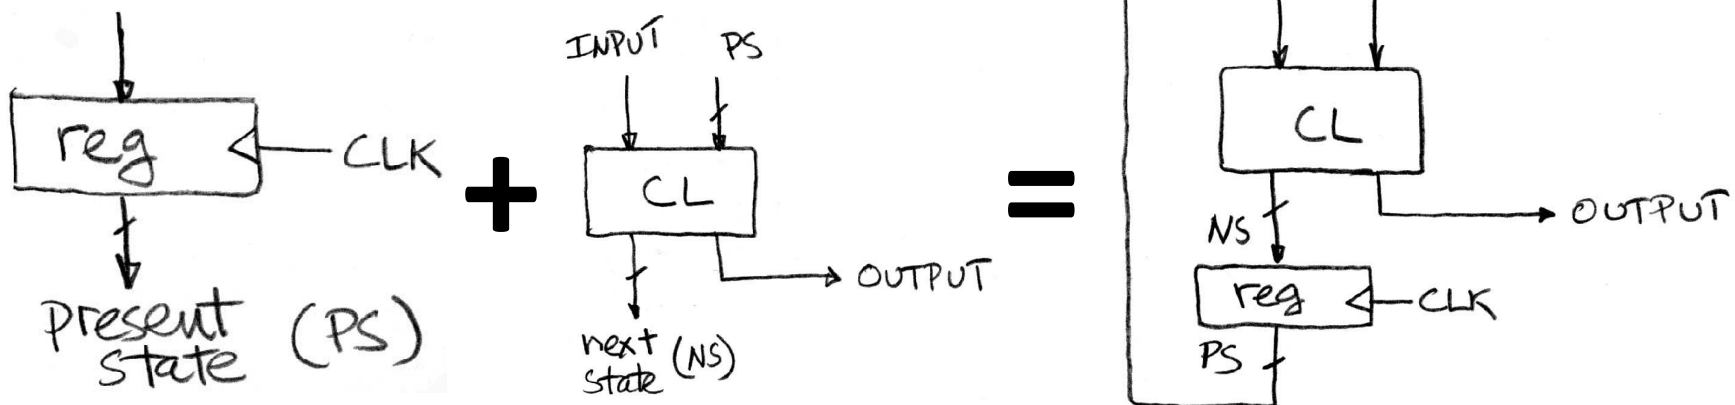 reg
CLK
present
state
(PS)
+
INPUT
PS
CL
OUTPUT
next
state
(NS)
=
CL
OUTPUT
NS
reg
CLK
PS